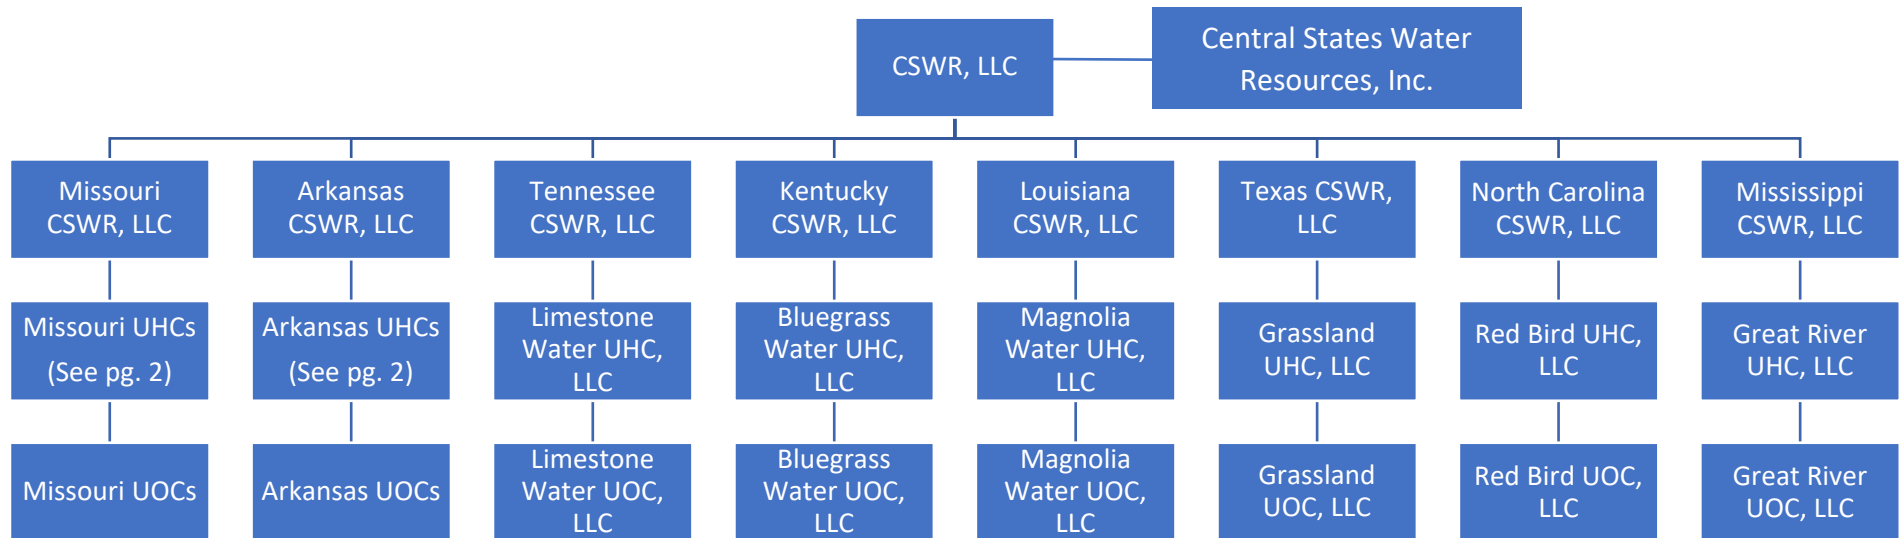 CSWR, LLC
Central States Water
Resources, Inc.
Missouri
CSWR, LLC
Arkansas
CSWR, LLC
Tennessee
CSWR, LLC
Kentucky
CSWR, LLC
Louisiana
CSWR, LLC
Texas CSWR,
LLC
North Carolina
CSWR, LLC
Mississippi
CSWR, LLC
Missouri UHCs
(See pg. 2)
Arkansas UHCs
(See pg. 2)
Limestone
Water UHC,
LLC
Bluegrass
Water UHC,
LLC
Magnolia
Water UHC,
LLC
Grassland
UHC, LLC
Red Bird UHC,
LLC
Great River
UHC, LLC
Missouri UOCs
Arkansas UOCs
Limestone
Water UOC,
LLC
Bluegrass
Water UOC,
LLC
Magnolia
Water UOC,
LLC
Grassland
UOC, LLC
Red Bird UOC,
LLC
Great River
UOC, LLC